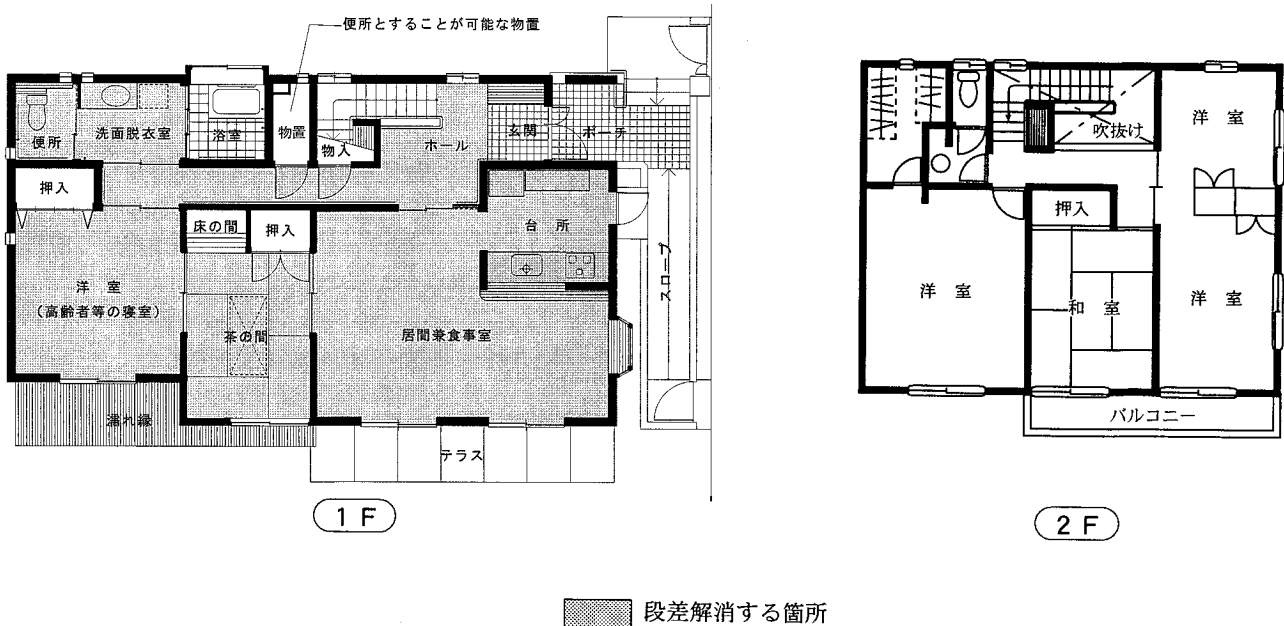 便所とすることが可能な物置
便所
洗面脱衣室
浴室
物置
物入
ホール
玄関
ポーチ
押入
床の間
押入
台所
スロープ
洋室
(高齢者等の寝室)
茶の間
居間兼食事室
濡れ縁
テラス
1F
吹抜け
洋室
押入
洋室
和室
洋室
バルコニー
2F
段差解消する箇所